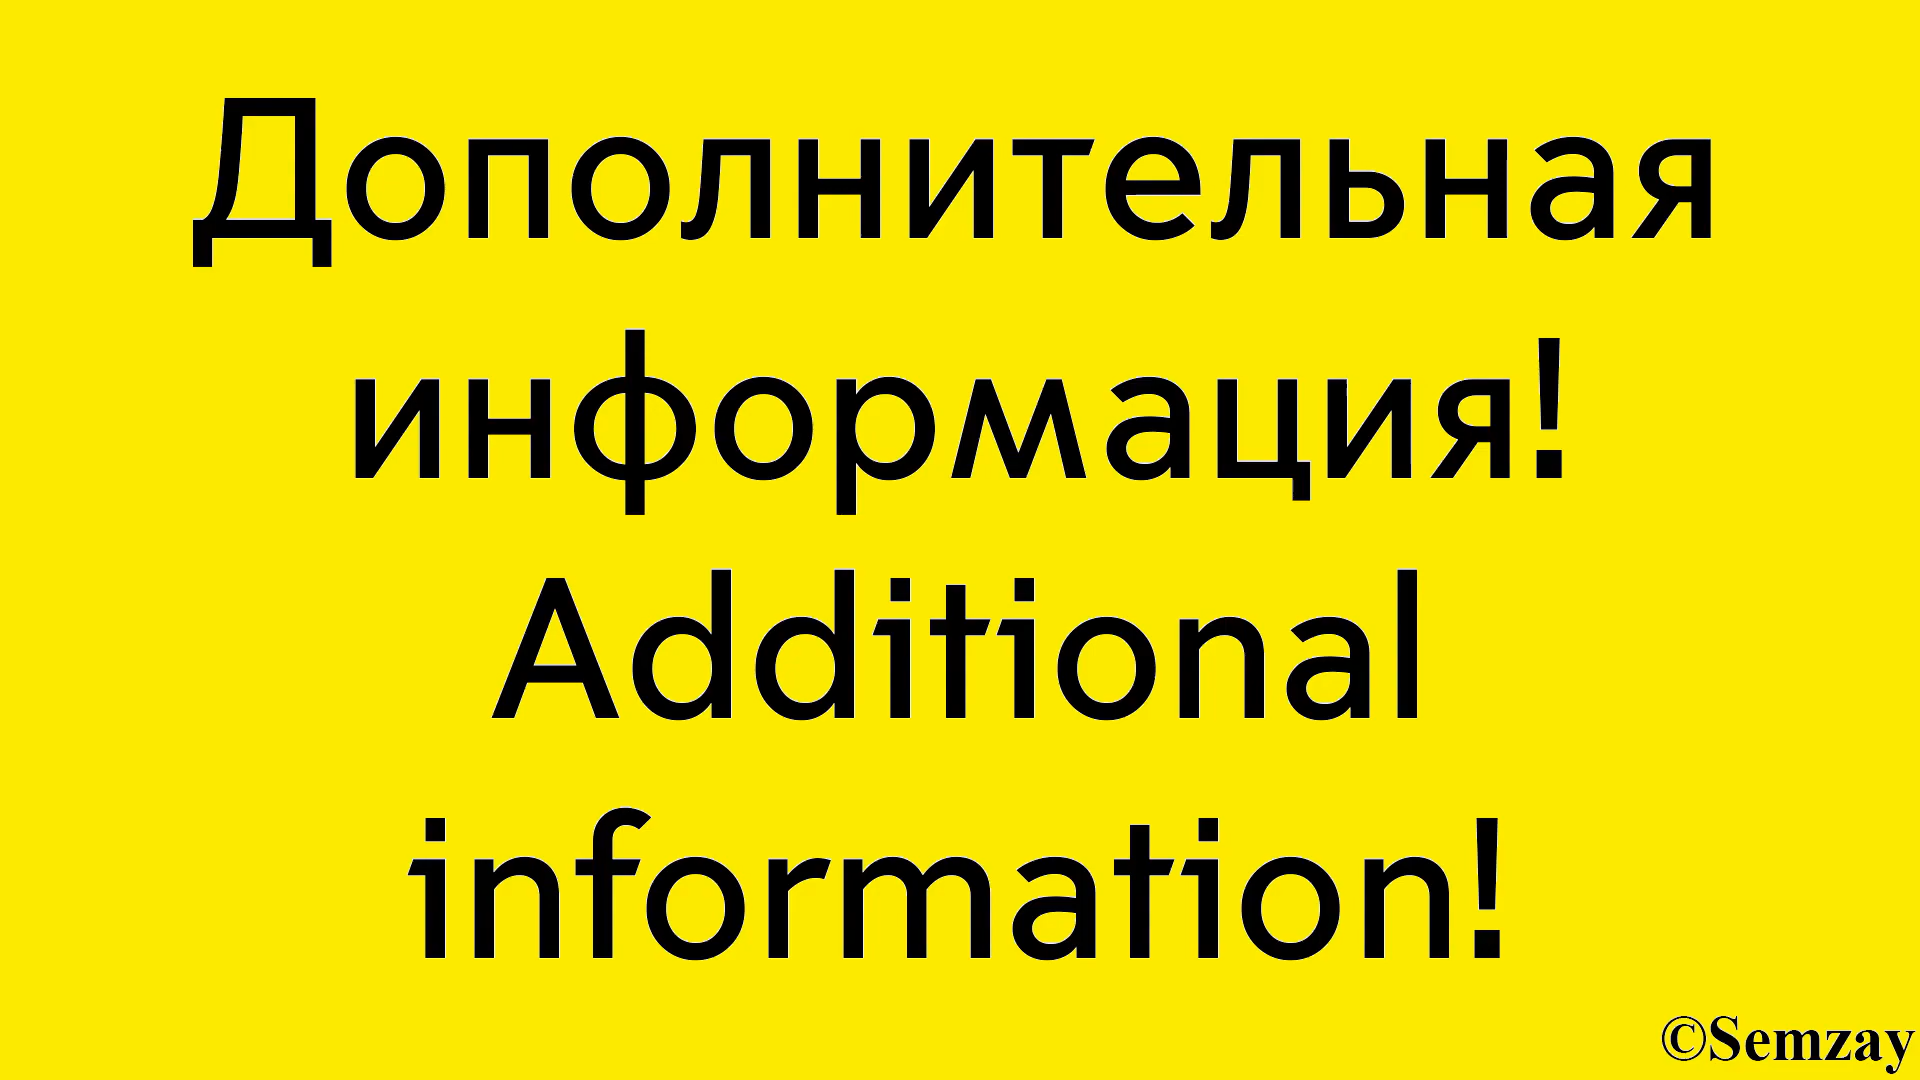 Дополнительная
информация!
Additional
information!
©Semzay